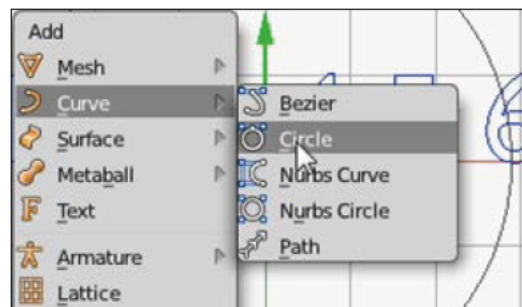 Add
Mesh
Curve
Surface
Metaball
Text
Armature
Lattice
Bezier
Circle
Nurbs Curve
Nurbs Circle
Path